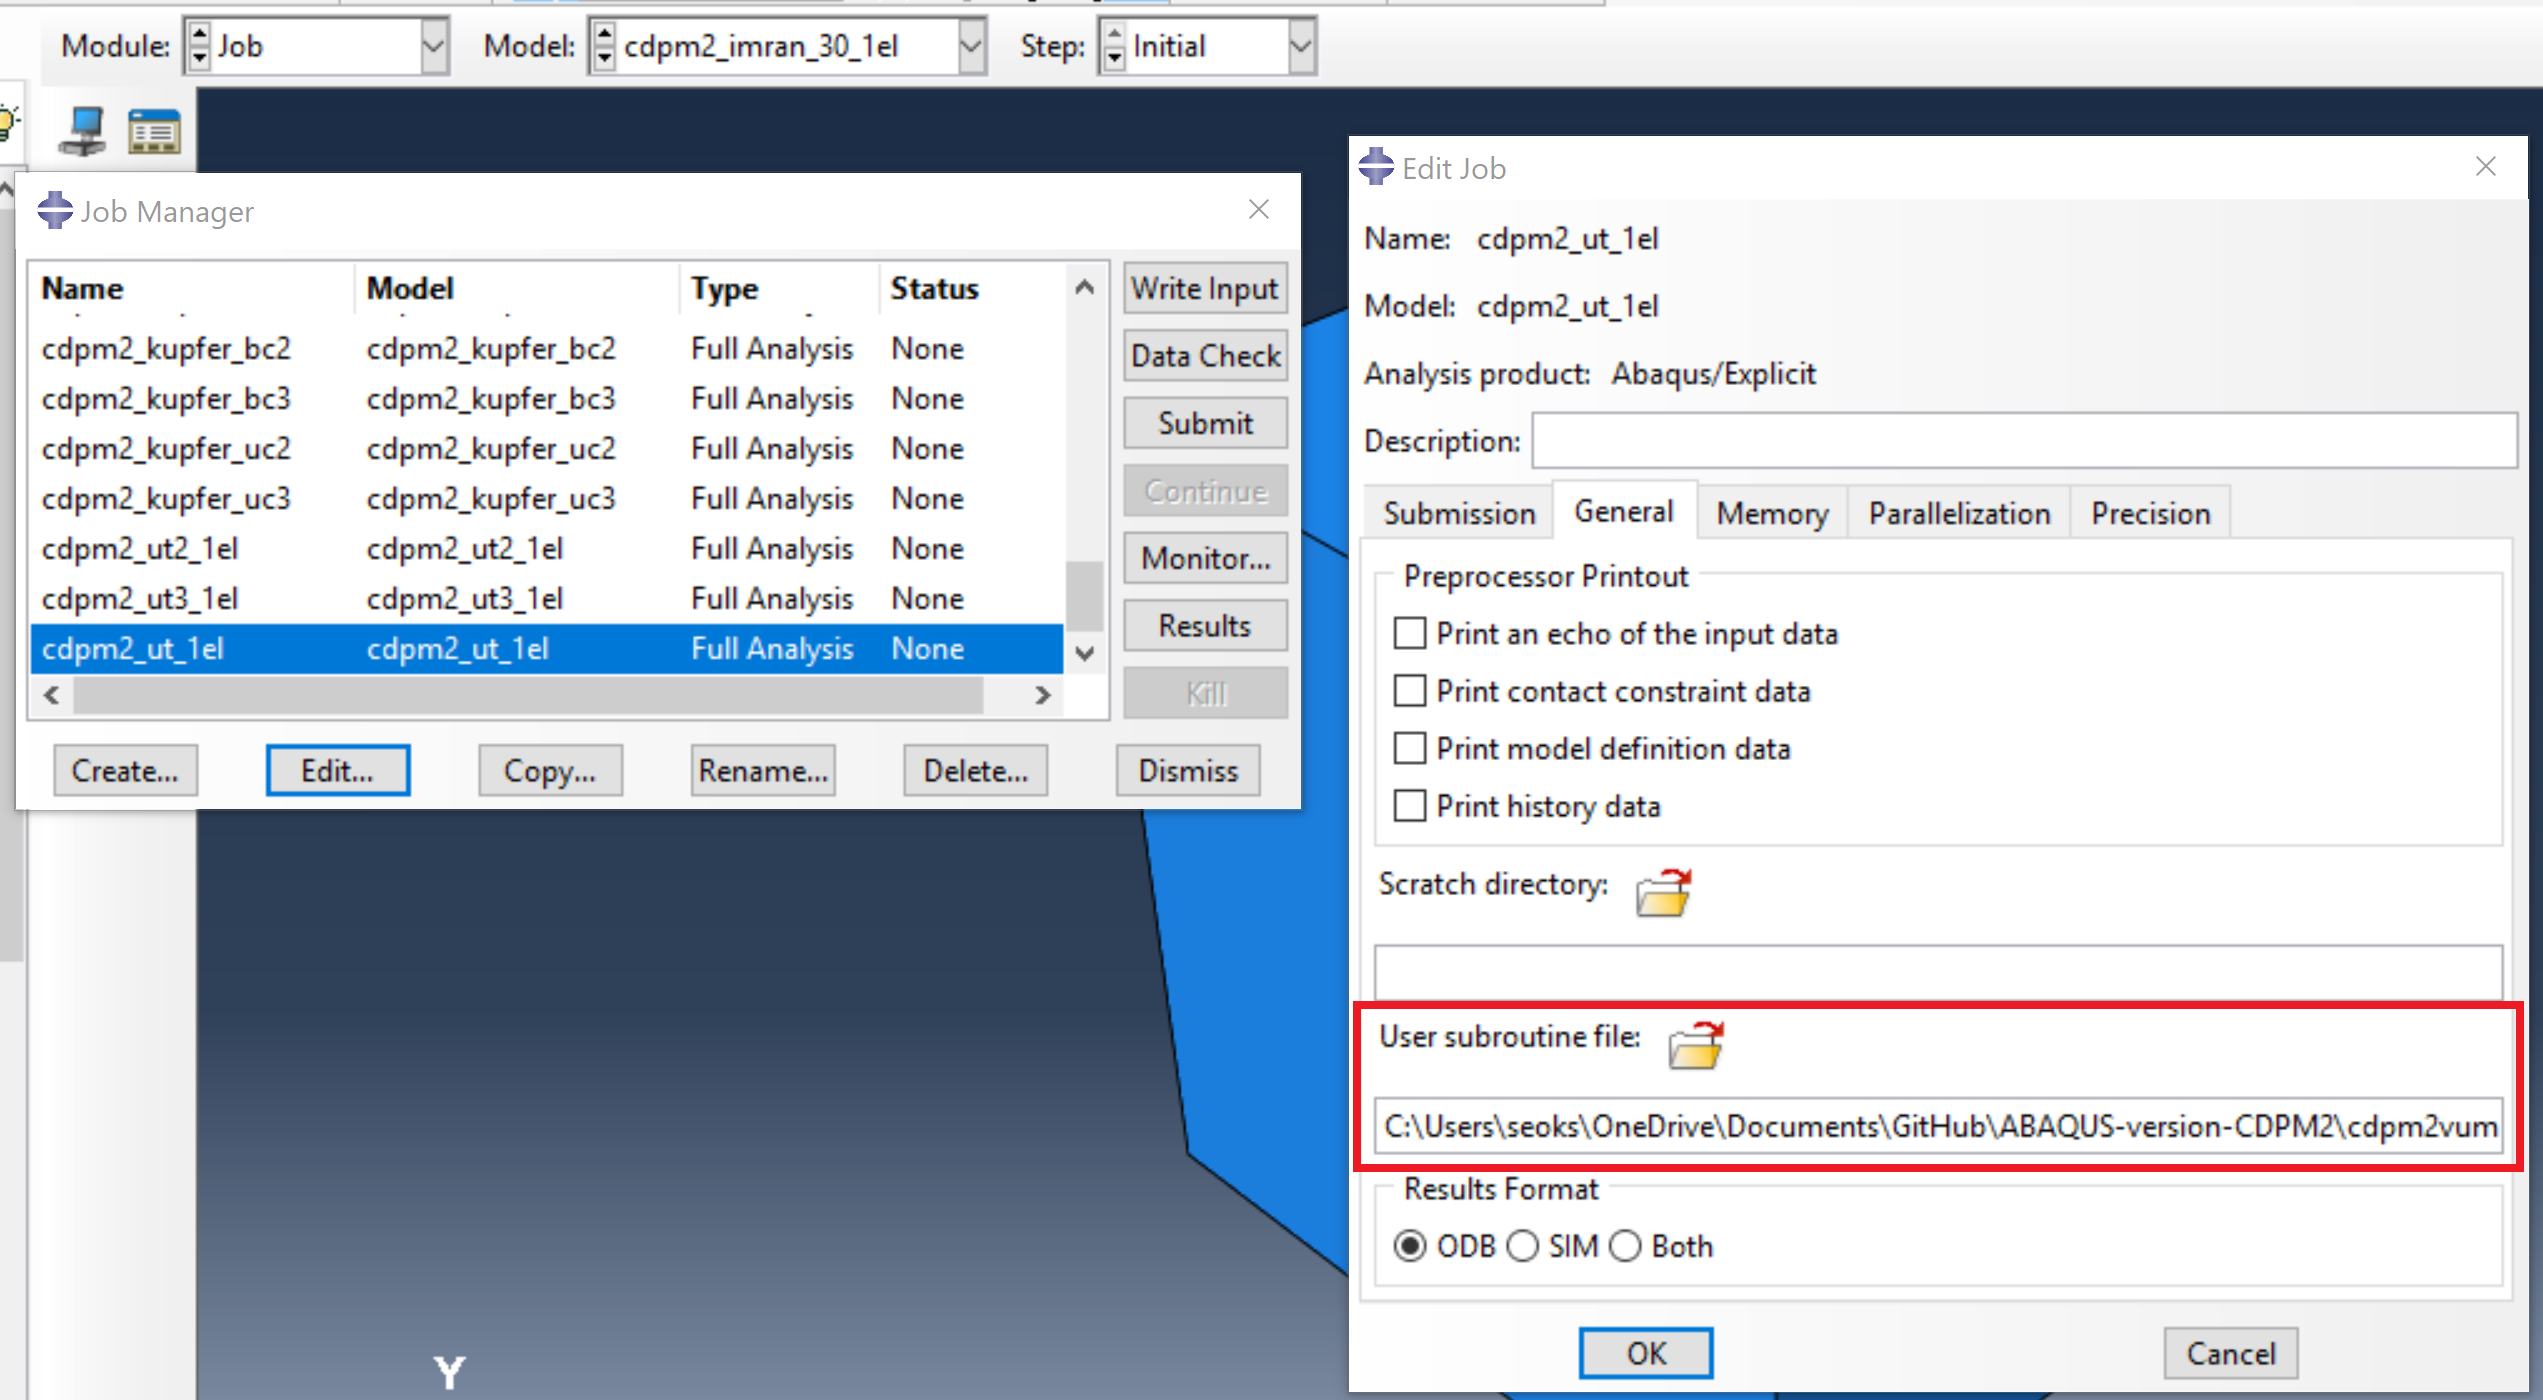 Module: Job Model: cdpm2_imran_30_1el Step: Initial
Job Manager
Name Model Type Status
cdpm2_kupfer_bc2 cdpm2_kupfer_bc2 Full Analysis None
cdpm2_kupfer_bc3 cdpm2_kupfer_bc3 Full Analysis None
cdpm2_kupfer_uc2 cdpm2_kupfer_uc2 Full Analysis None
cdpm2_kupfer_uc3 cdpm2_kupfer_uc3 Full Analysis None
cdpm2_ut2_1el cdpm2_ut2_1el Full Analysis None
cdpm2_ut3_1el cdpm2_ut3_1el Full Analysis None
cdpm2_ut_1el cdpm2_ut_1el Full Analysis None
Write Input
Data Check
Submit
Continue
Monitor...
Results
Kill
Create... Edit... Copy... Rename... Delete... Dismiss
Edit Job
Name: cdpm2_ut_1el
Model: cdpm2_ut_1el
Analysis product: Abaqus/Explicit
Description:
Submission General Memory Parallelization Precision
Preprocessor Printout
Print an echo of the input data
Print contact constraint data
Print model definition data
Print history data
Scratch directory:
User subroutine file:
C:\Users\seoks\OneDrive\Documents\GitHub\ABAQUS-version-CDPM2\cdpm2vum
Results Format
ODB SIM Both
OK Cancel
Y